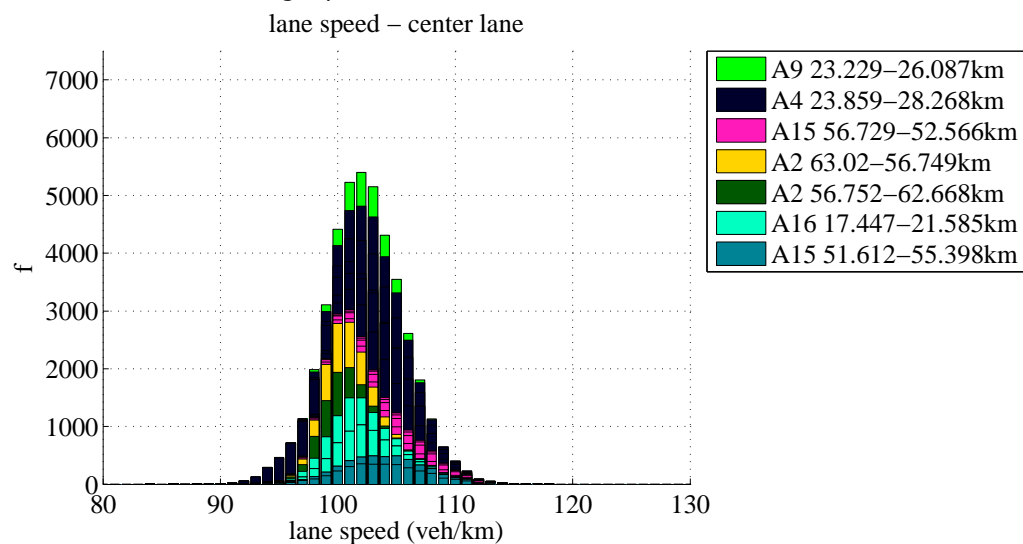 lane speed − center lane
f
7000
6000
5000
4000
3000
2000
1000
0
80
90
100
110
120
130
lane speed (veh/km)
A9 23.229−26.087km
A4 23.859−28.268km
A15 56.729−52.566km
A2 63.02−56.749km
A2 56.752−62.668km
A16 17.447−21.585km
A15 51.612−55.398km